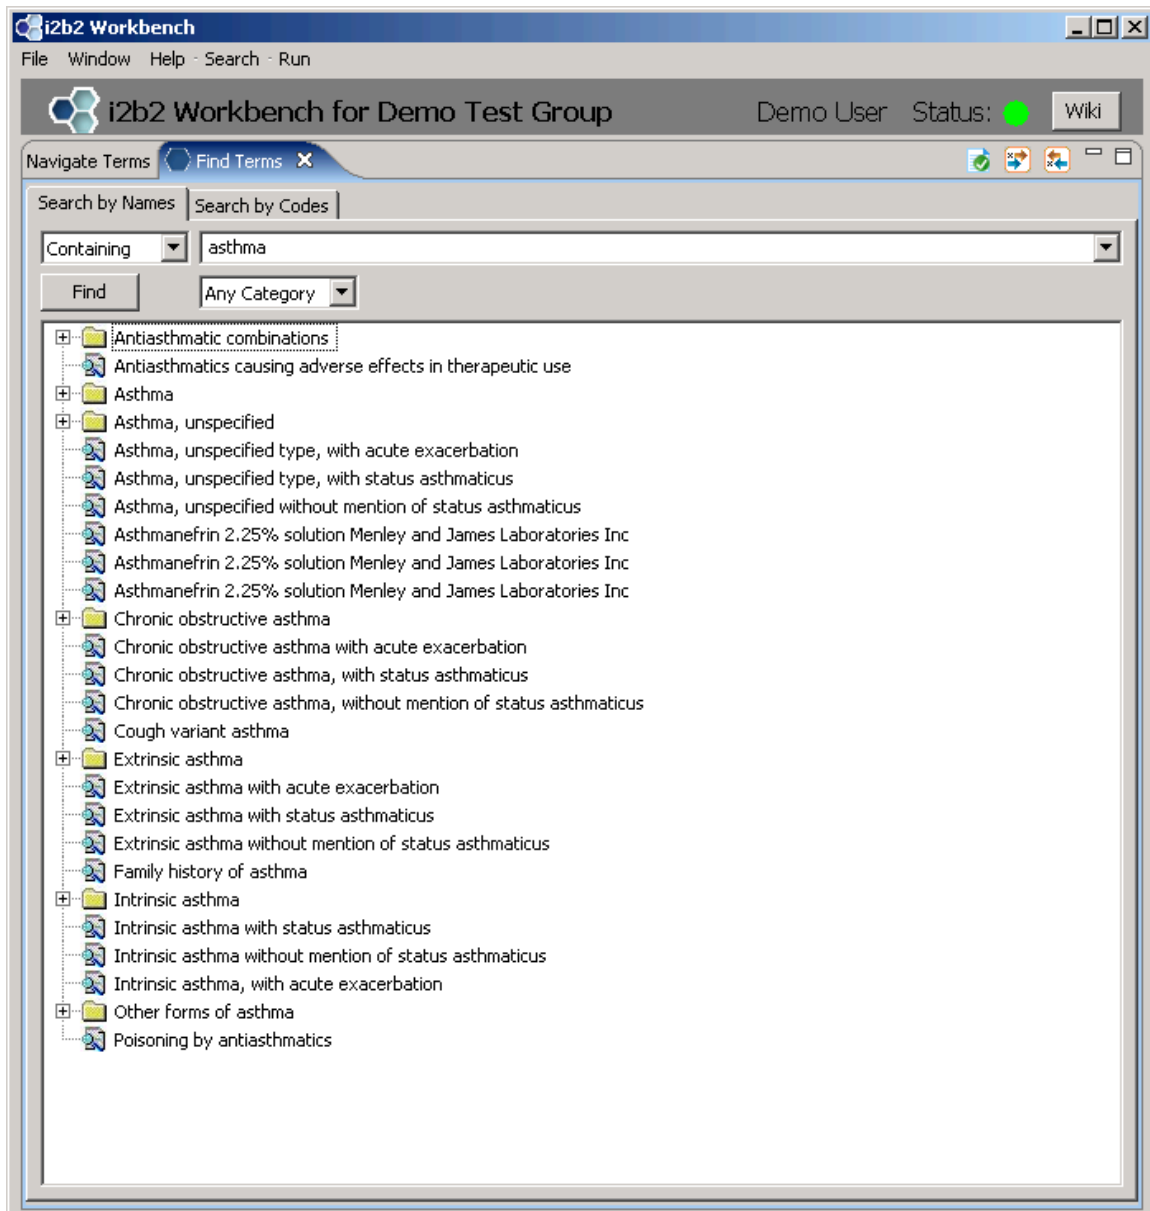 i2b2 Workbench
File Window Help Search Run
i2b2 Workbench for Demo Test Group Demo User Status: Wiki
Navigate Terms Find Terms
Search by Names Search by Codes
Containing asthma
Find Any Category
Antiasthmatic combinations
Antiasthmatics causing adverse effects in therapeutic use
Asthma
Asthma, unspecified
Asthma, unspecified type, with acute exacerbation
Asthma, unspecified type, with status asthmaticus
Asthma, unspecified without mention of status asthmaticus
Asthmanefrin 2.25% solution Menley and James Laboratories Inc
Asthmanefrin 2.25% solution Menley and James Laboratories Inc
Asthmanefrin 2.25% solution Menley and James Laboratories Inc
Chronic obstructive asthma
Chronic obstructive asthma with acute exacerbation
Chronic obstructive asthma, with status asthmaticus
Chronic obstructive asthma, without mention of status asthmaticus
Cough variant asthma
Extrinsic asthma
Extrinsic asthma with acute exacerbation
Extrinsic asthma with status asthmaticus
Extrinsic asthma without mention of status asthmaticus
Family history of asthma
Intrinsic asthma
Intrinsic asthma with status asthmaticus
Intrinsic asthma without mention of status asthmaticus
Intrinsic asthma, with acute exacerbation
Other forms of asthma
Poisoning by antiasthmatics